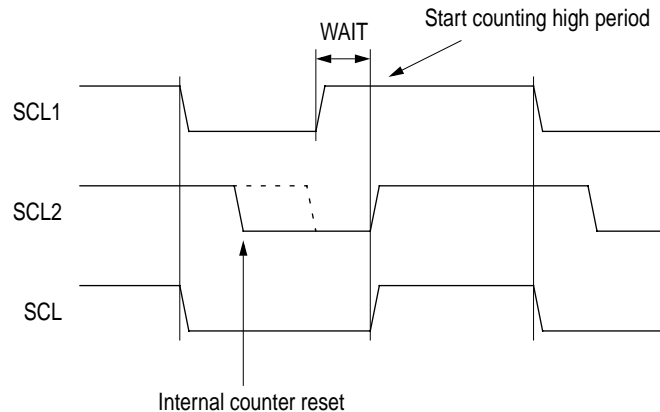 Start counting high period
WAIT
SCL1
SCL2
SCL
Internal counter reset